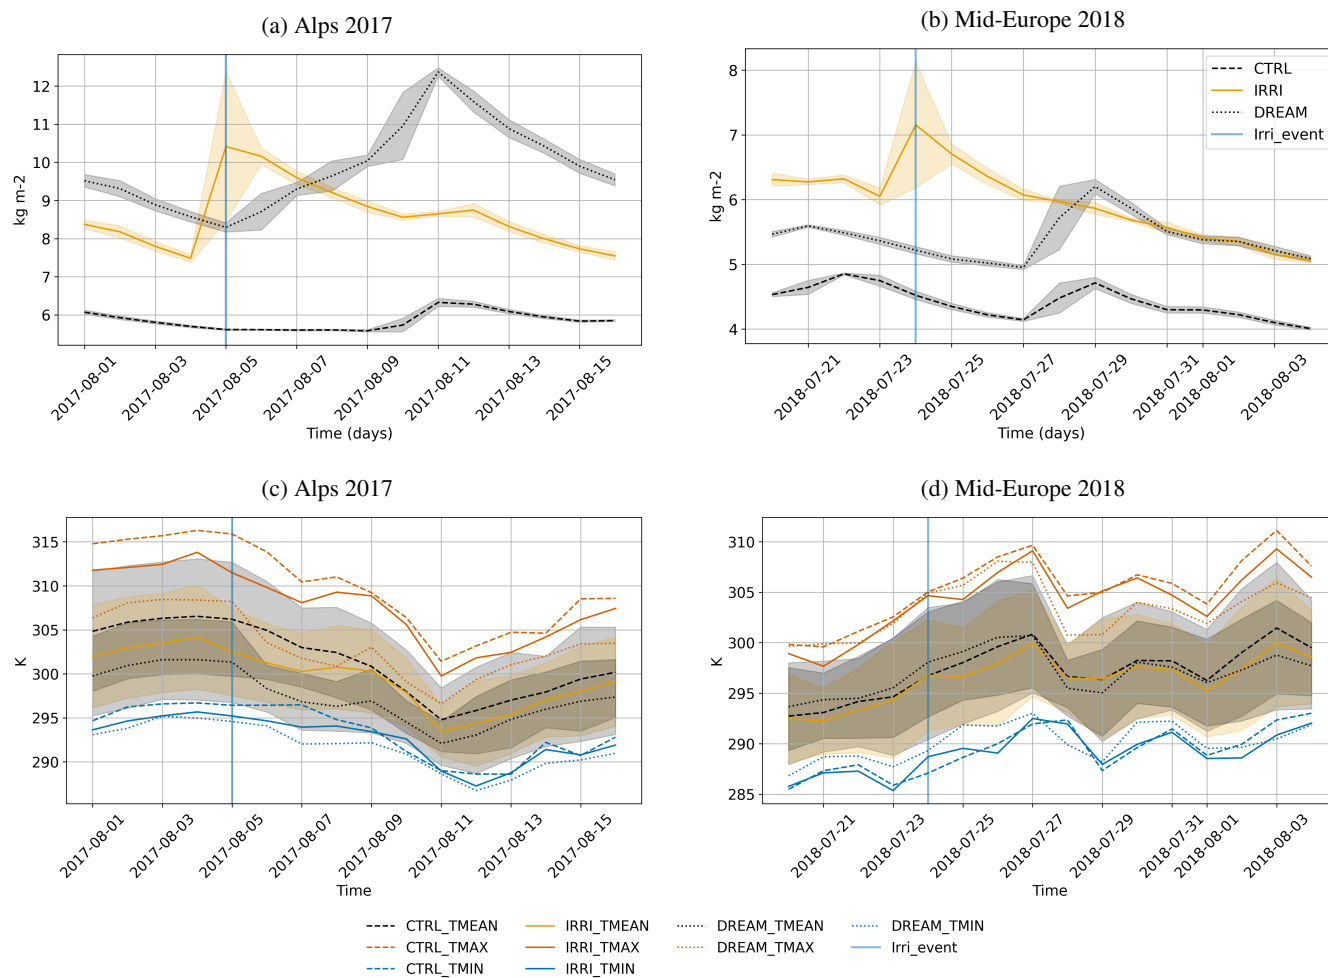 (a) Alps 2017
(b) Mid-Europe 2018
12
11
10
9
8
7
6
kg m-2
2017-08-01
2017-08-03
2017-08-05
2017-08-07
2017-08-09
2017-08-11
2017-08-13
2017-08-15
Time (days)
8
7
6
5
4
kg m-2
CTRL
IRRI
DREAM
Irri_event
2018-07-21
2018-07-23
2018-07-25
2018-07-27
2018-07-29
2018-07-31
2018-08-01
2018-08-03
Time (days)
(c) Alps 2017
(d) Mid-Europe 2018
315
310
305
300
295
290
K
2017-08-01
2017-08-03
2017-08-05
2017-08-07
2017-08-09
2017-08-11
2017-08-13
2017-08-15
Time
310
305
300
295
290
285
K
2018-07-21
2018-07-23
2018-07-25
2018-07-27
2018-07-29
2018-07-31
2018-08-01
2018-08-03
Time
CTRL_TMEAN
IRRI_TMEAN
DREAM_TMEAN
DREAM_TMIN
CTRL_TMAX
IRRI_TMAX
DREAM_TMAX
Irri_event
CTRL_TMIN
IRRI_TMIN